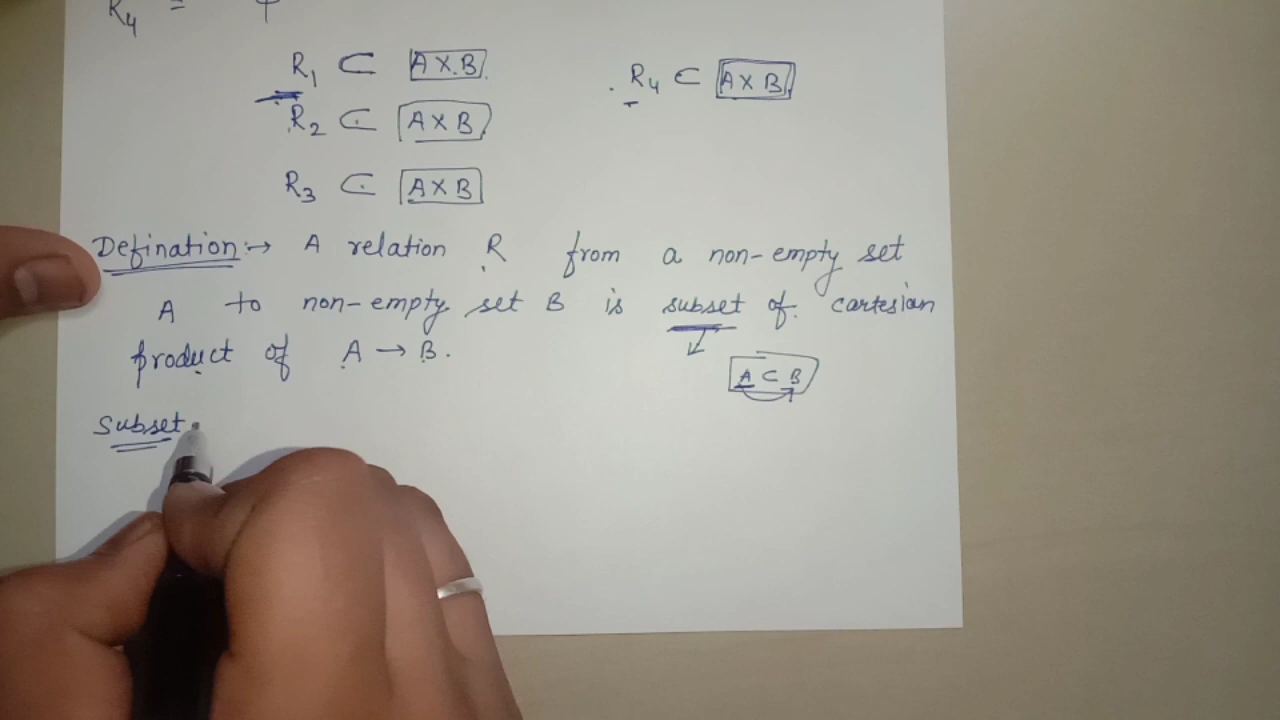 R4 =
R1 ⊂ A X B
R4 ⊂ A X B
R2 ⊂ A X B
R3 ⊂ A X B
Defination:→ A relation R from a non-empty set
A to non-empty set B is subset of cartesian
product of A → B.
A ⊂ B
Subset